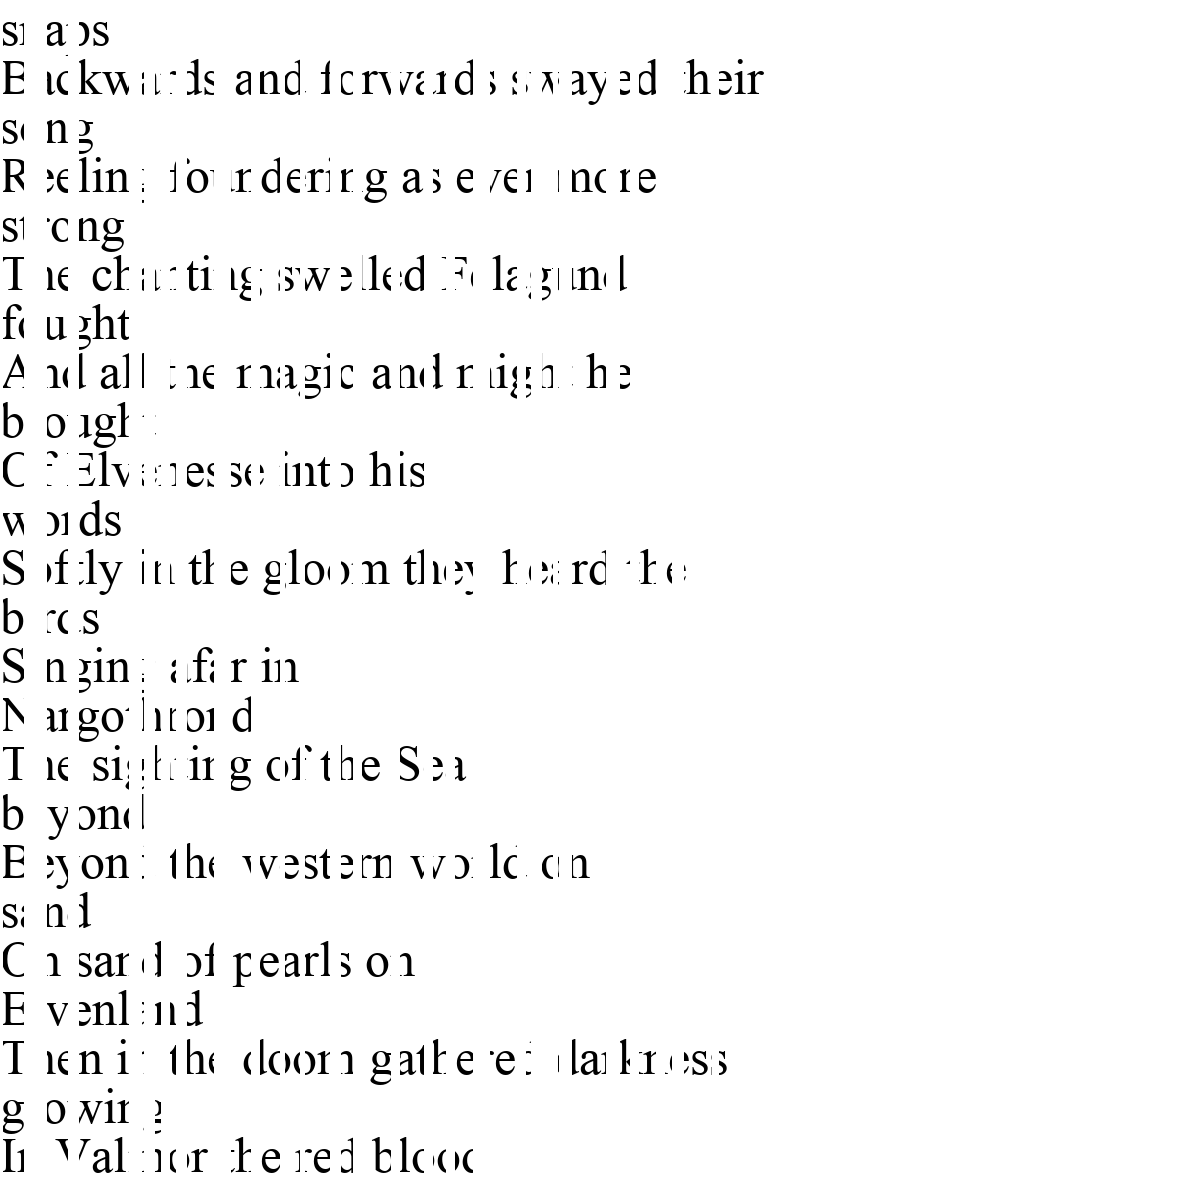 snaps
Backwards and forwards swayed their
song
Reeling foundering as ever more
strong
The chanting swelled Felagund
fought
And all the magic and might he
brought
Of Elvenesse into his
words
Softly in the gloom they heard the
birds
Singing afar in
Nargothrond
The sighting of the Sea
beyond
Beyond the western world on
sand
On sand of pearls on
Elvenland
Then in the doom gathered darkness
growing
In Valinor the red blood